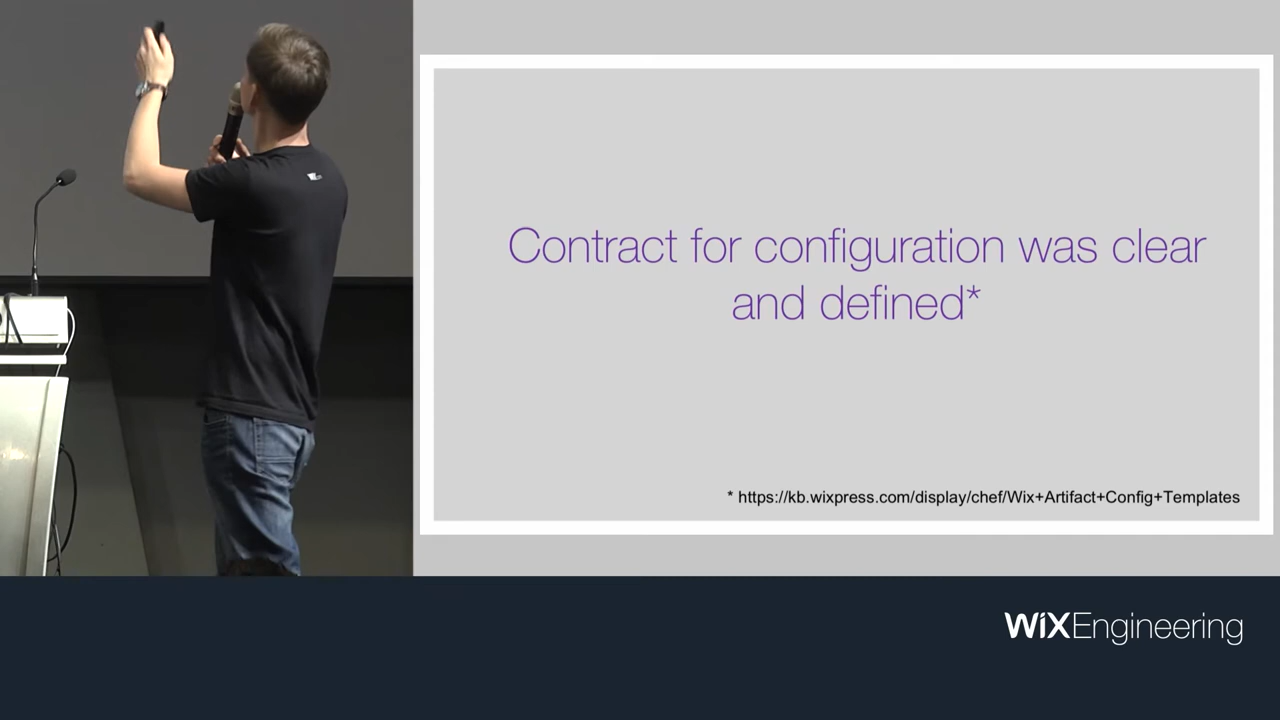 Contract for configuration was clear
and defined*
* https://kb.wixpress.com/display/chef/Wix+Artifact+Config+Templates
WiXEngineering